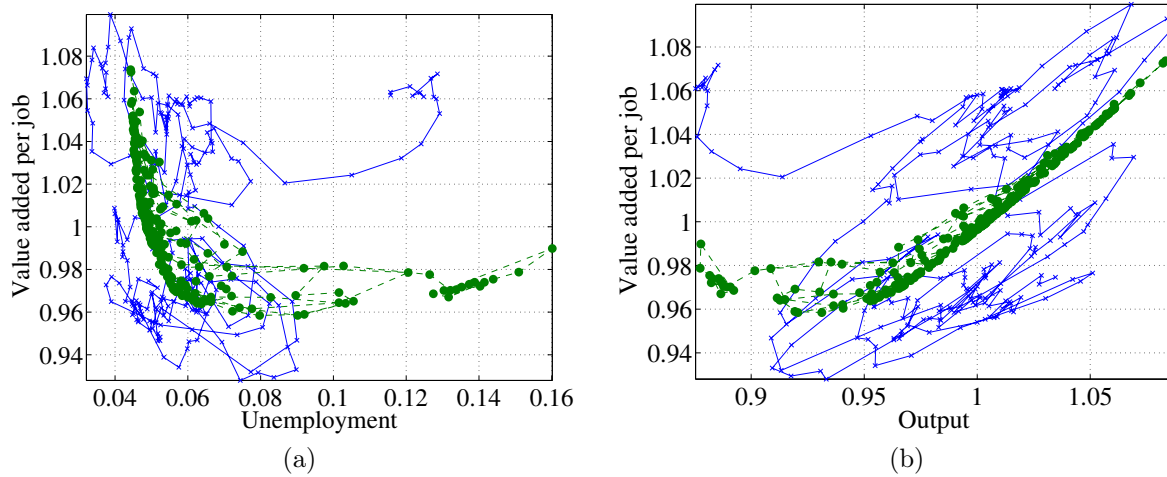 1.08
1.06
1.04
1.02
1
0.98
0.96
0.94
Value added per job
0.04 0.06 0.08 0.1 0.12 0.14 0.16
Unemployment
(a)
1.08
1.06
1.04
1.02
1
0.98
0.96
0.94
Value added per job
0.9 0.95 1 1.05
Output
(b)